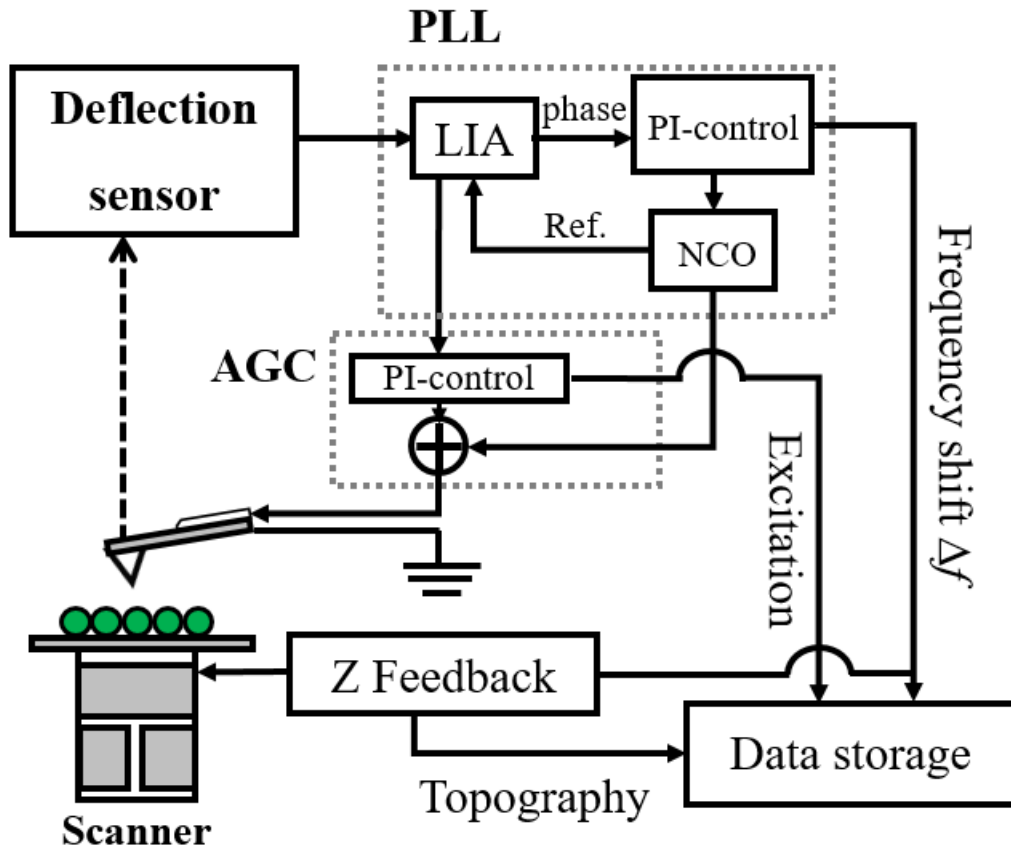 PLL
Deflection
sensor
LIA
phase
PI-control
Ref.
NCO
AGC
PI-control
Excitation
Frequency shift Δf
Z Feedback
Data storage
Topography
Scanner